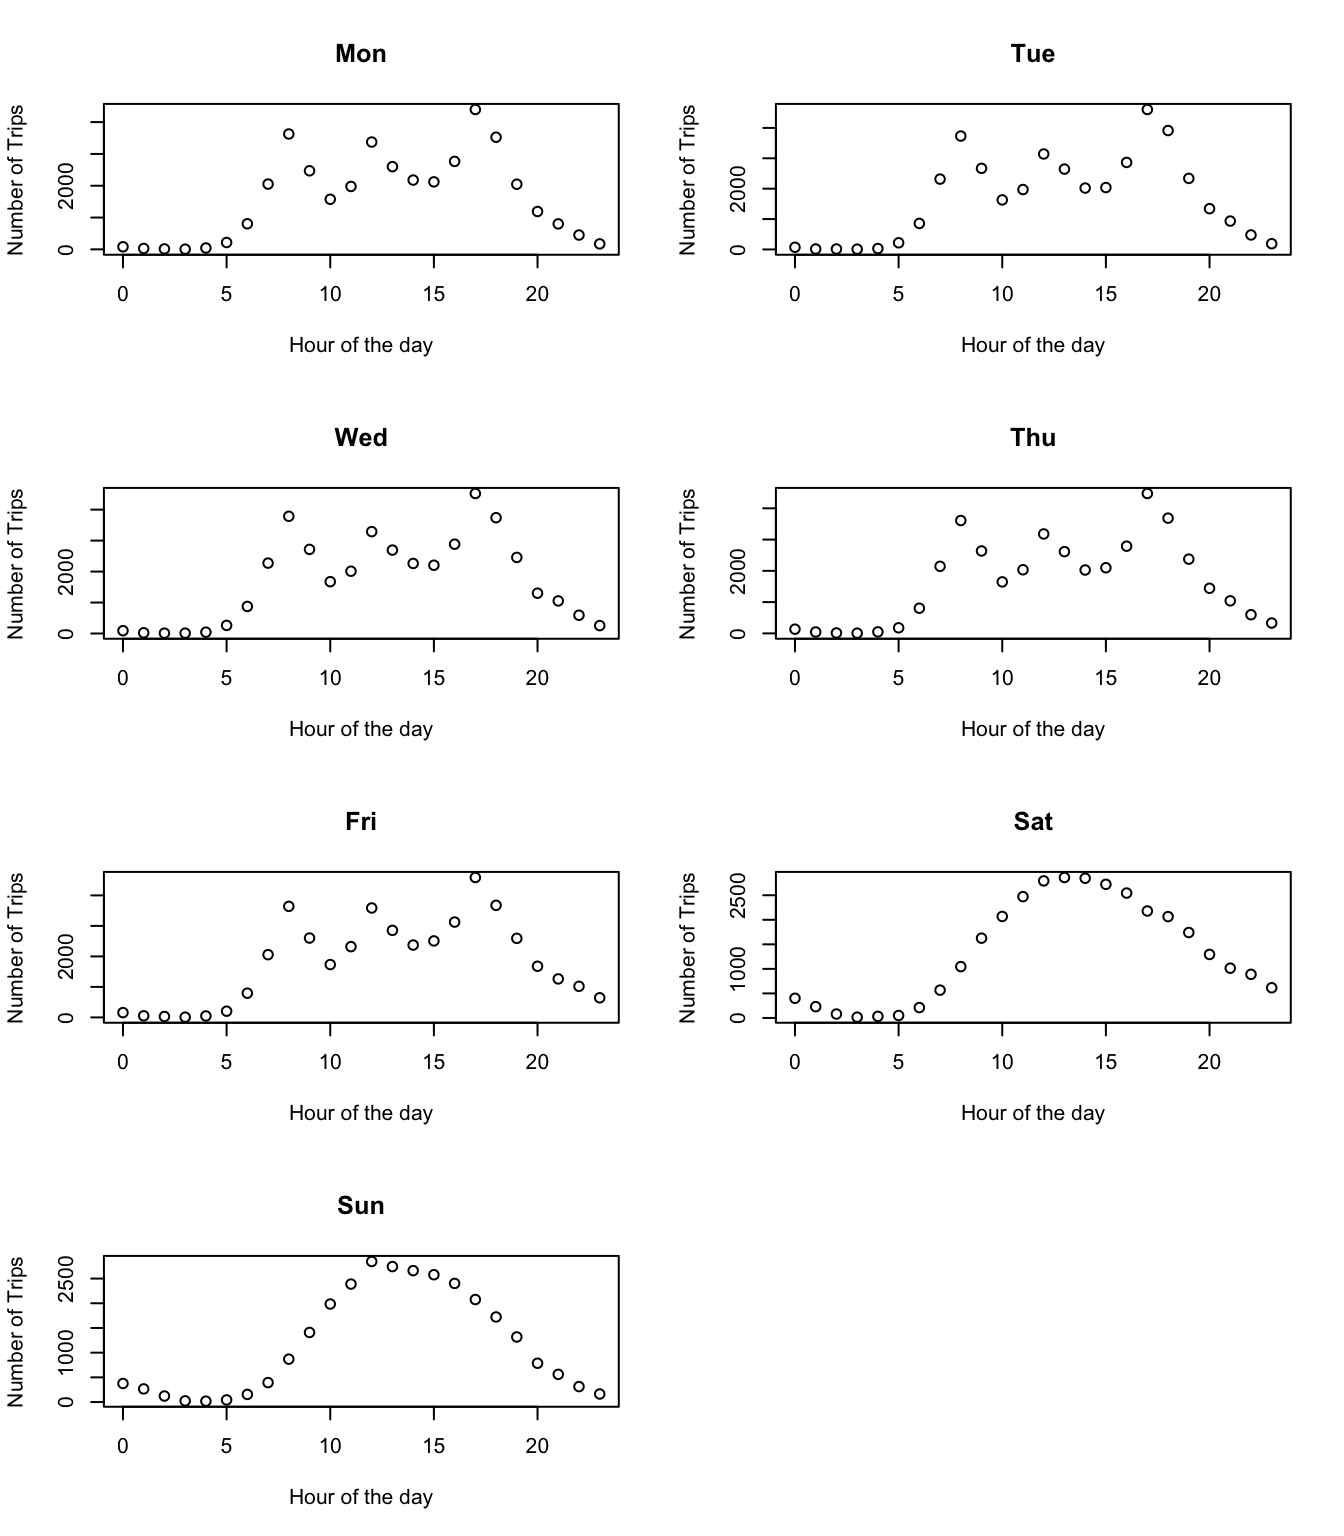 Mon
Number of Trips
0 2000
0 5 10 15 20
Hour of the day
Tue
Number of Trips
0 2000
0 5 10 15 20
Hour of the day
Wed
Number of Trips
0 2000
0 5 10 15 20
Hour of the day
Thu
Number of Trips
0 2000
0 5 10 15 20
Hour of the day
Fri
Number of Trips
0 2000
0 5 10 15 20
Hour of the day
Sat
Number of Trips
0 1000 2500
0 5 10 15 20
Hour of the day
Sun
Number of Trips
0 1000 2500
0 5 10 15 20
Hour of the day